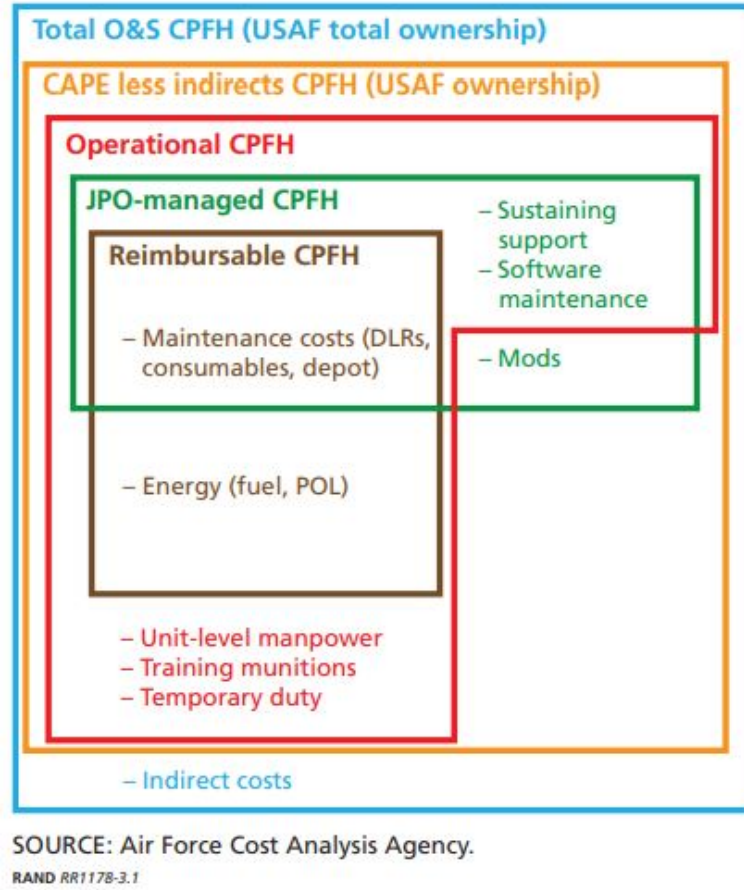 Total O&S CPFH (USAF total ownership)
CAPE less indirects CPFH (USAF ownership)
Operational CPFH
JPO-managed CPFH
– Sustaining
support
– Software
maintenance
Reimbursable CPFH
– Maintenance costs (DLRs,
consumables, depot)
– Mods
– Energy (fuel, POL)
– Unit-level manpower
– Training munitions
– Temporary duty
– Indirect costs
SOURCE: Air Force Cost Analysis Agency.
RAND RR1178-3.1